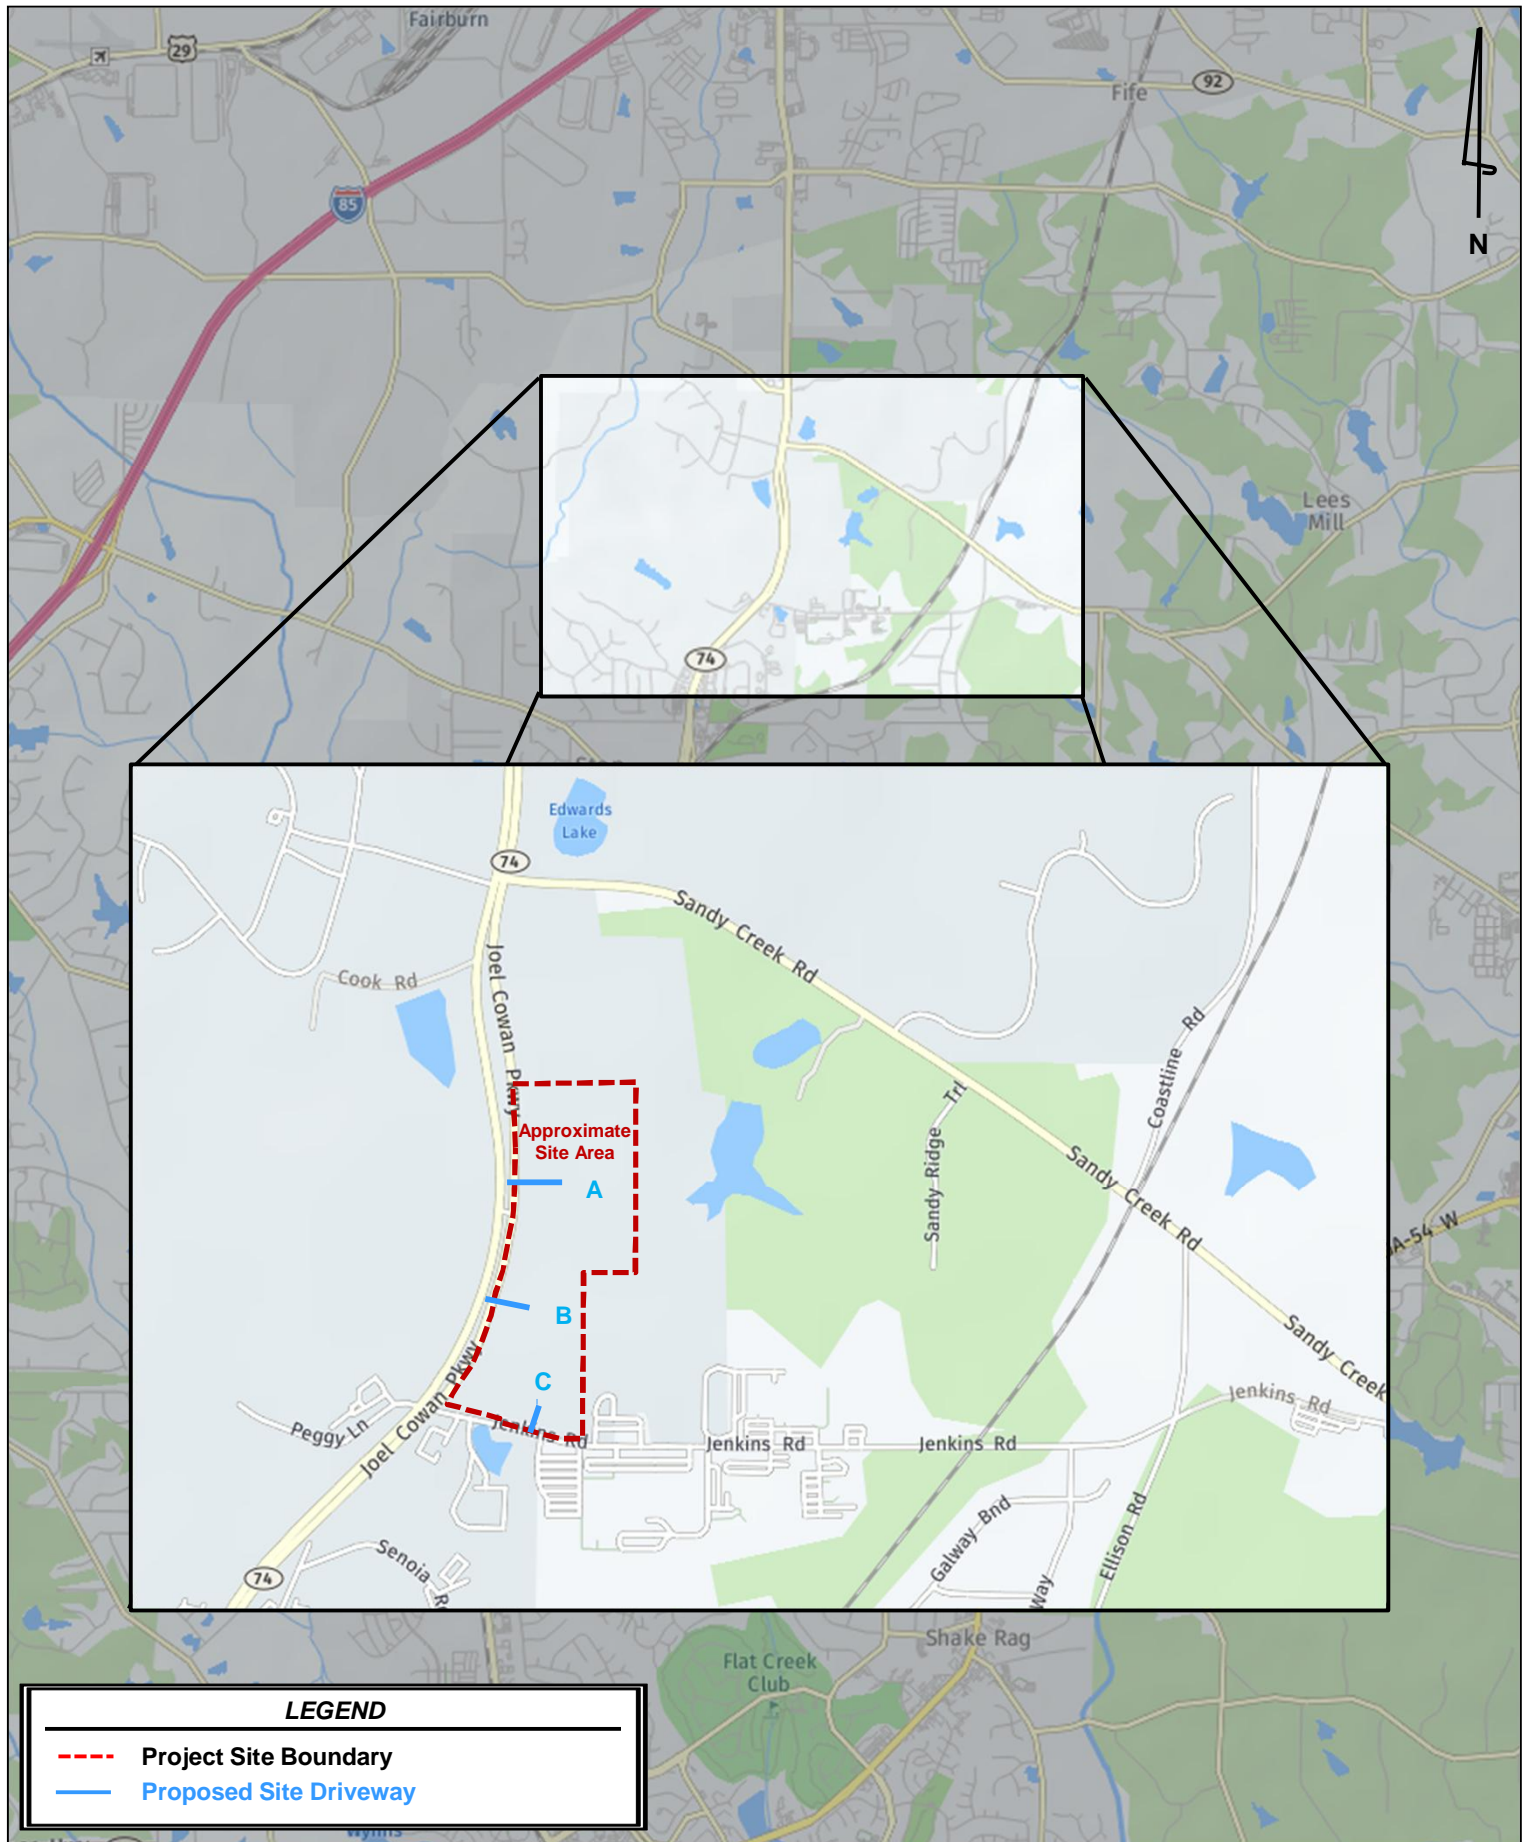 Fairburn
29
92
Fife
85
N
Lees
Mill
74
Edwards
Lake
74
Sandy Creek Rd
Joel Cowan Pkwy
Cook Rd
Coastline Rd
Approximate
Site Area
A
Sandy Ridge Trl
Sandy Creek Rd
GA-54 W
B
Sandy Creek
C
Joel Cowan Pkwy
Peggy Ln
Jenkins Rd
Jenkins Rd
Jenkins Rd
Jenkins Rd
Galway Bnd
Ellison Rd
Way
Senoia Rd
74
Shake Rag
Flat Creek
Club
LEGEND
Project Site Boundary
Proposed Site Driveway